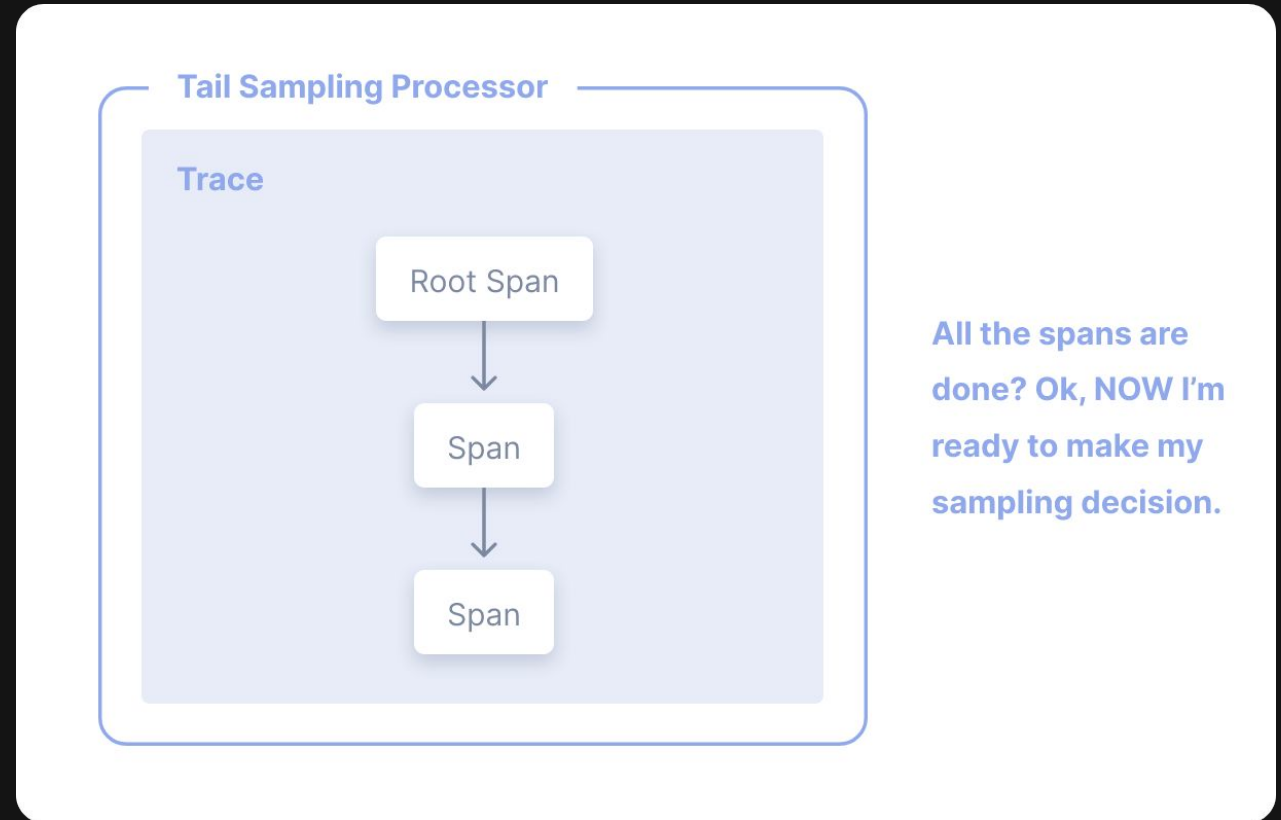 Tail Sampling Processor
Trace
Root Span
Span
Span
All the spans are
done? Ok, NOW I’m
ready to make my
sampling decision.